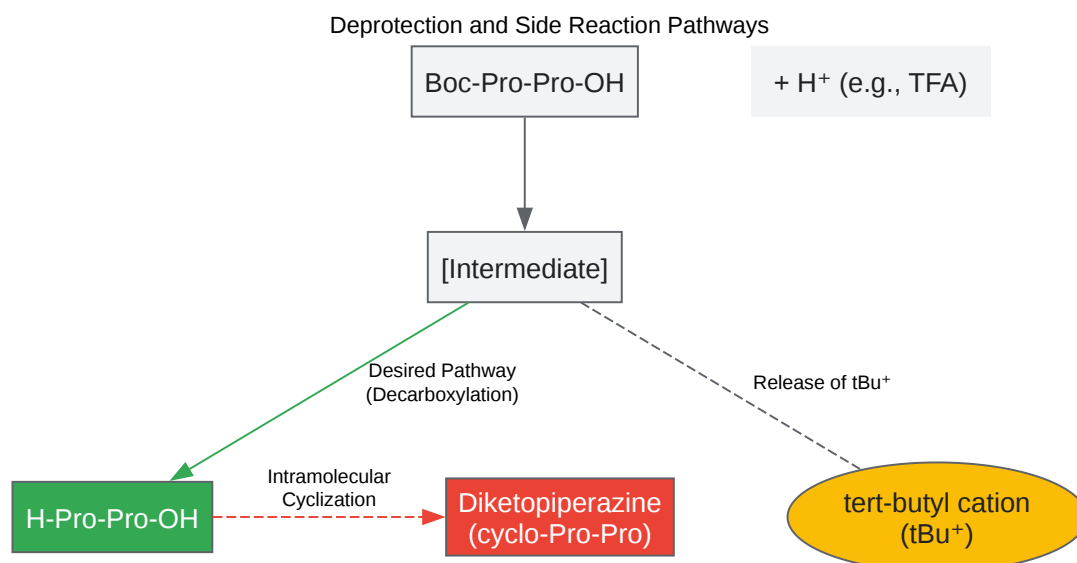 Deprotection and Side Reaction Pathways
Boc-Pro-Pro-OH
+ H⁺ (e.g., TFA)
[Intermediate]
Desired Pathway
(Decarboxylation)
Release of tBu⁺
Intramolecular
Cyclization
H-Pro-Pro-OH
Diketopiperazine
(cyclo-Pro-Pro)
tert-butyl cation
(tBu⁺)